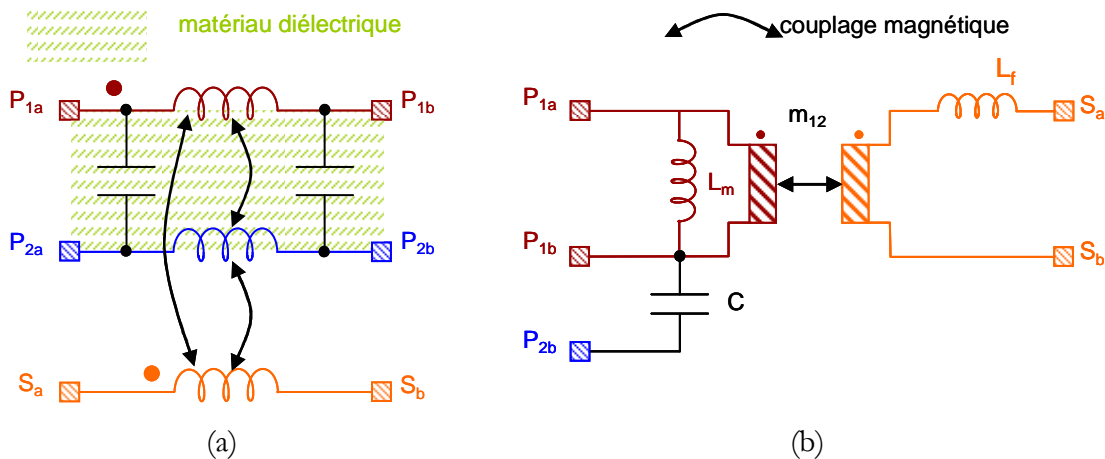 matériau diélectrique
couplage magnétique
P1a
P1b
P2a
P2b
Sa
Sb
(a)
P1a
P1b
P2b
Lm
C
m12
Lf
Sa
Sb
(b)